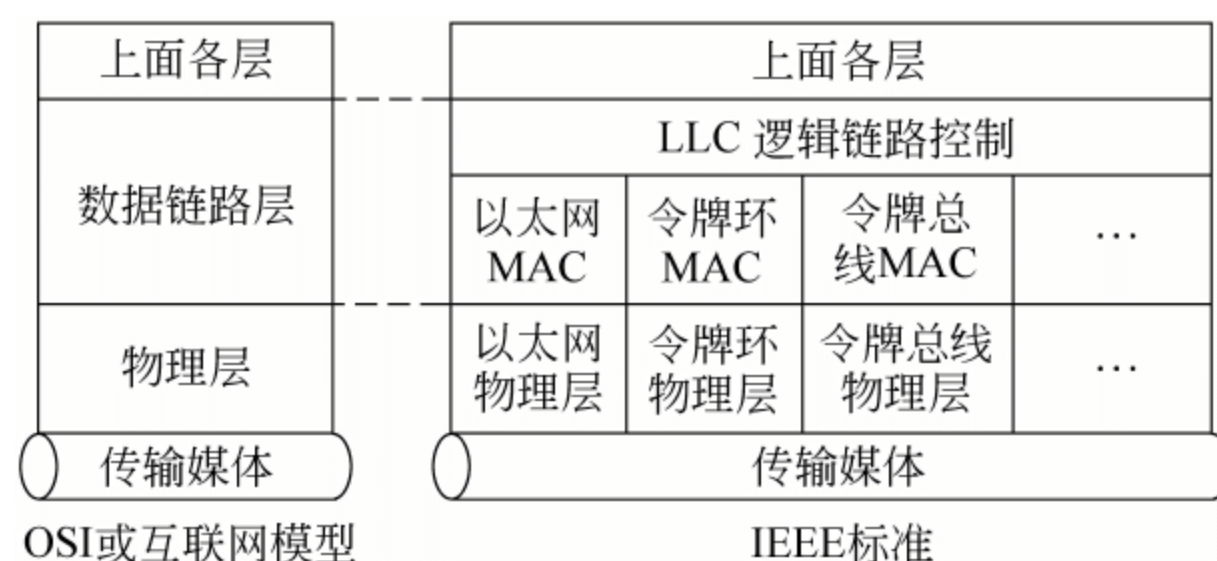 上面各层
数据链路层
物理层
传输媒体
OSI或互联网模型
上面各层
LLC 逻辑链路控制
以太网
MAC
令牌环
MAC
令牌总
线MAC
…
以太网
物理层
令牌环
物理层
令牌总线
物理层
…
传输媒体
IEEE标准